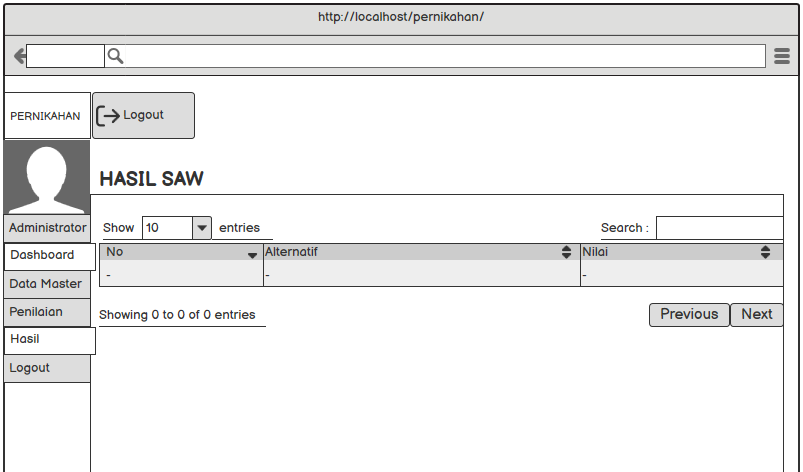 http://localhost/pernikahan/
PERNIKAHAN
Logout
HASIL SAW
Administrator
Show 10 entries
Search :
Dashboard
No Alternatif Nilai
- - -
Data Master
Penilaian
Showing 0 to 0 of 0 entries
Previous Next
Hasil
Logout